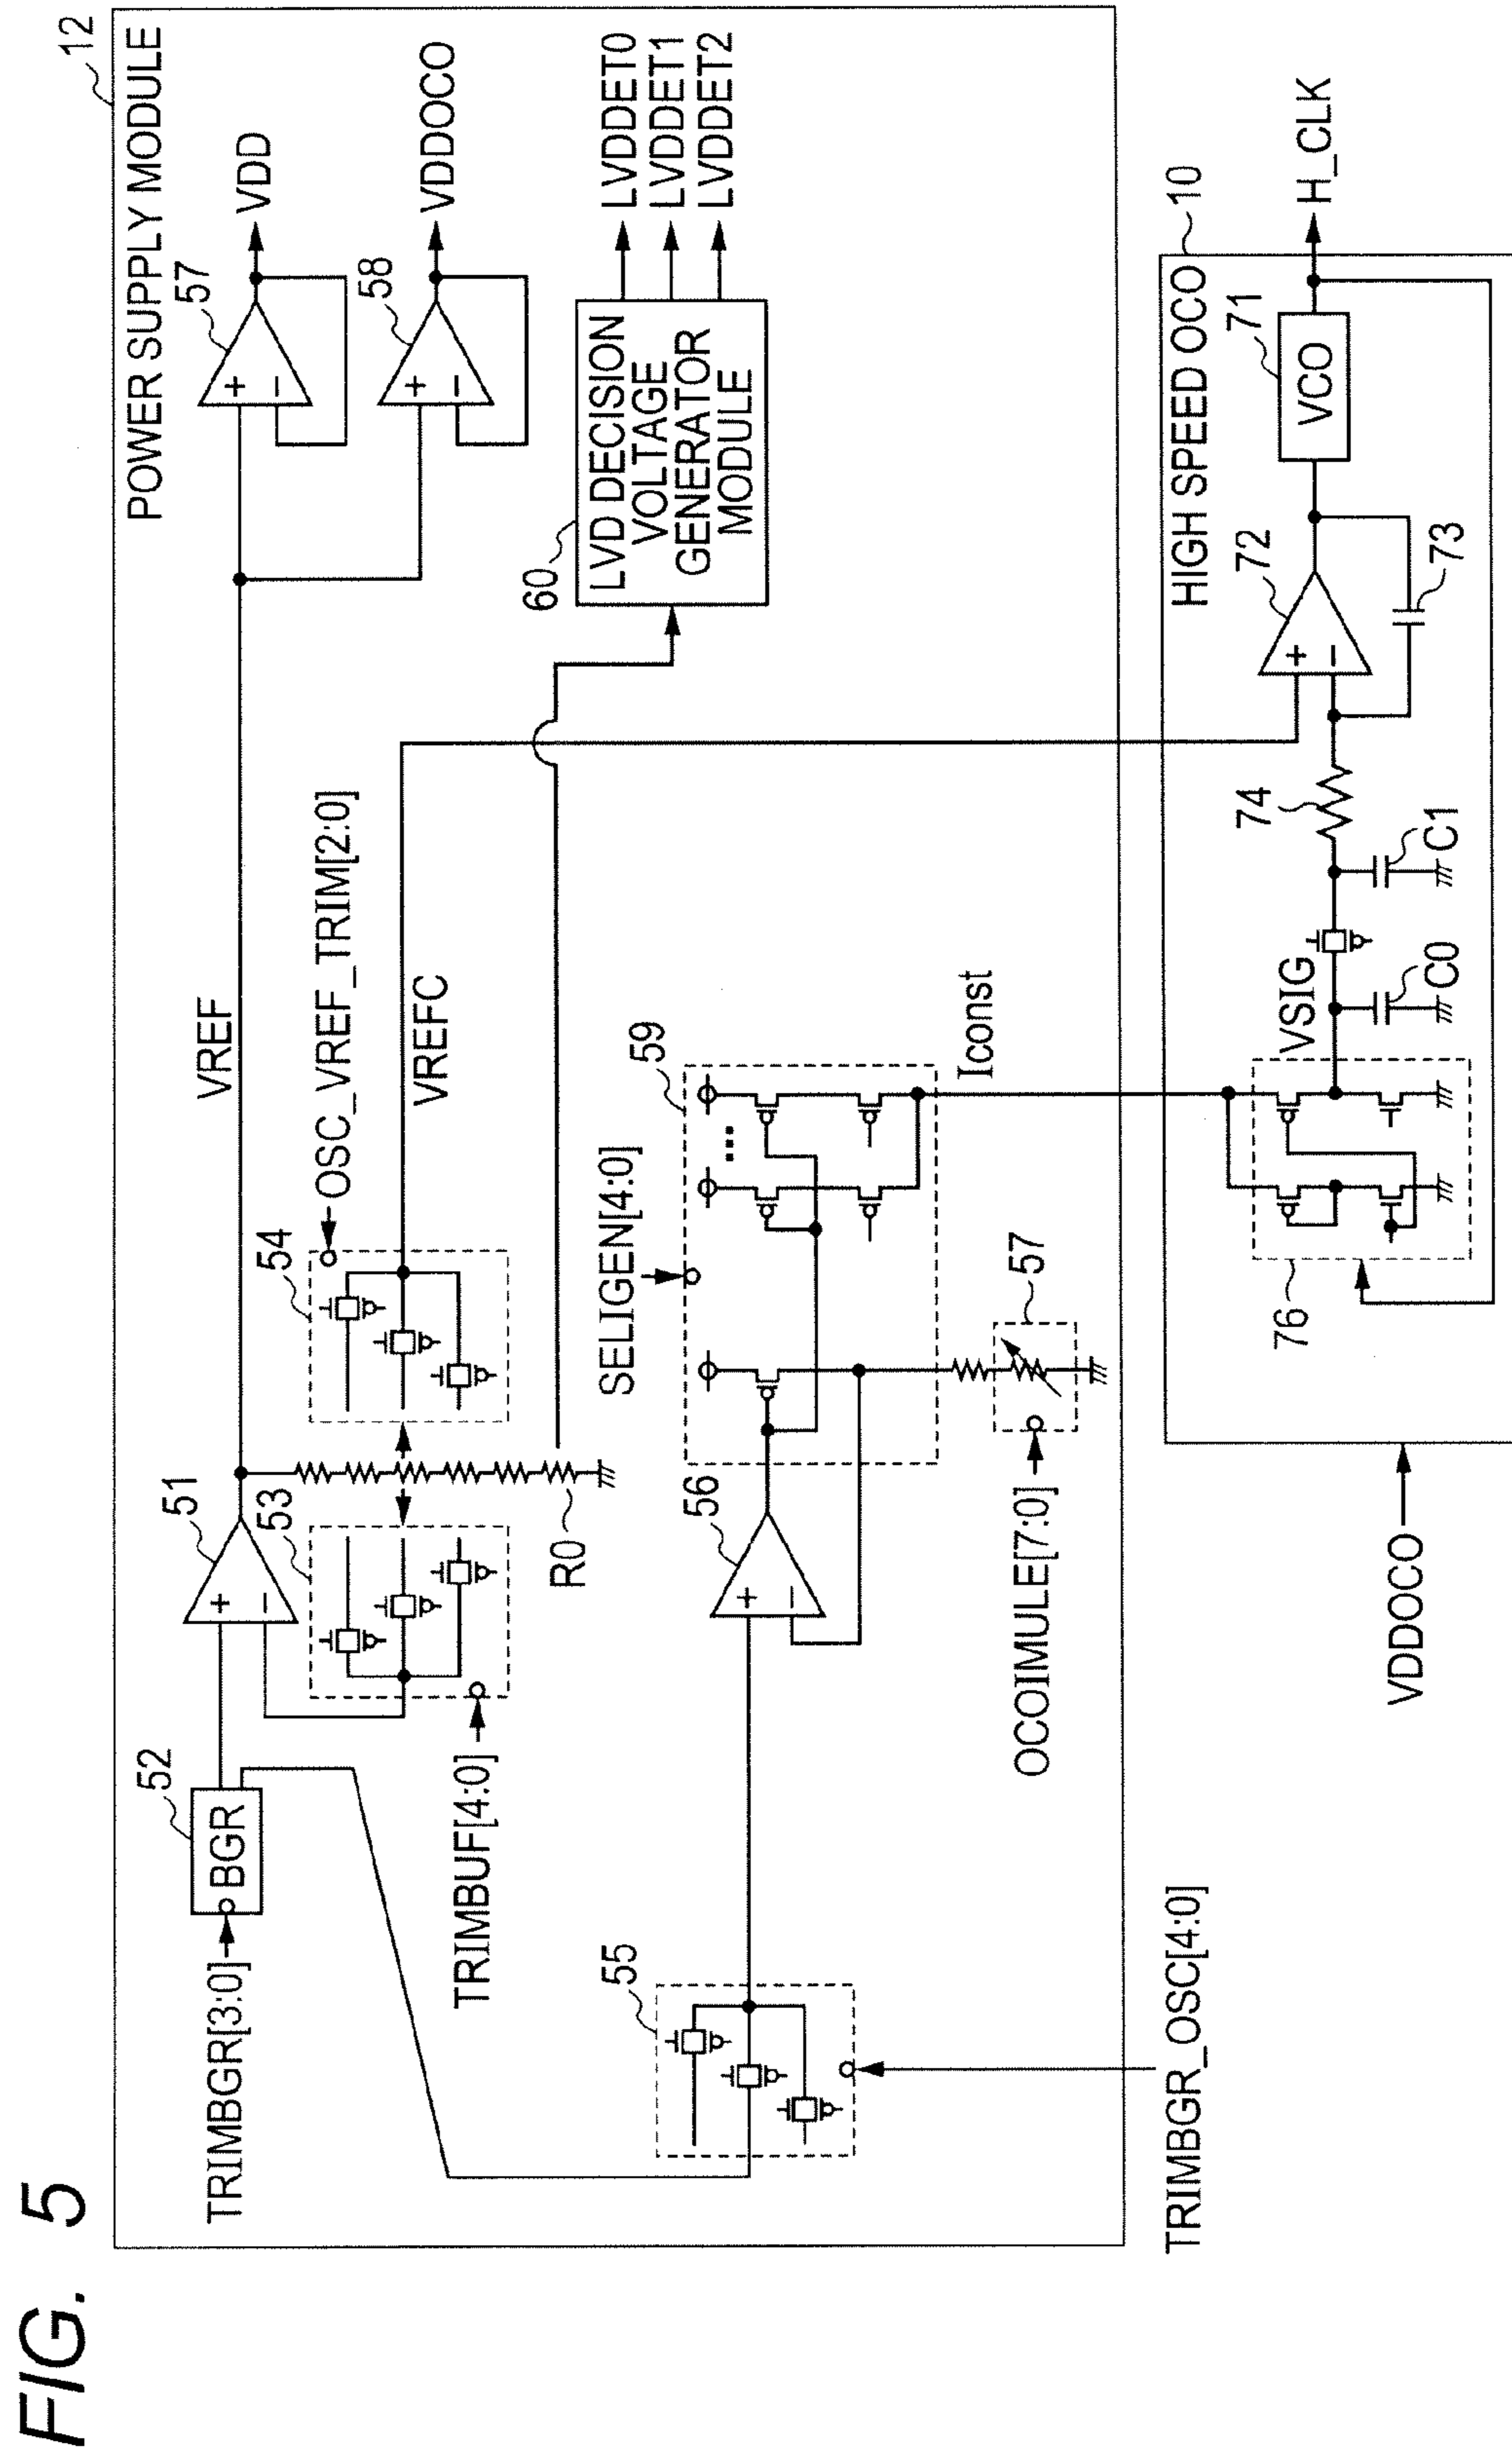 FIG. 5
12
POWER SUPPLY MODULE
TRIMBGR[3:0]
52
BGR
51
+
−
53
TRIMBUF[4:0]
R0
54
OSC_VREF_TRIM[2:0]
VREF
VREFC
57
+
−
VDD
58
+
−
VDDOCO
60
LVD DECISION
VOLTAGE
GENERATOR
MODULE
LVDDET0
LVDDET1
LVDDET2
55
TRIMBGR_OSC[4:0]
56
+
−
SELIGEN[4:0]
59
...
57
OCOIMULE[7:0]
Iconst
10
HIGH SPEED OCO
VDDOCO
76
VSIG
C0
C1
74
72
+
−
73
71
VCO
H_CLK